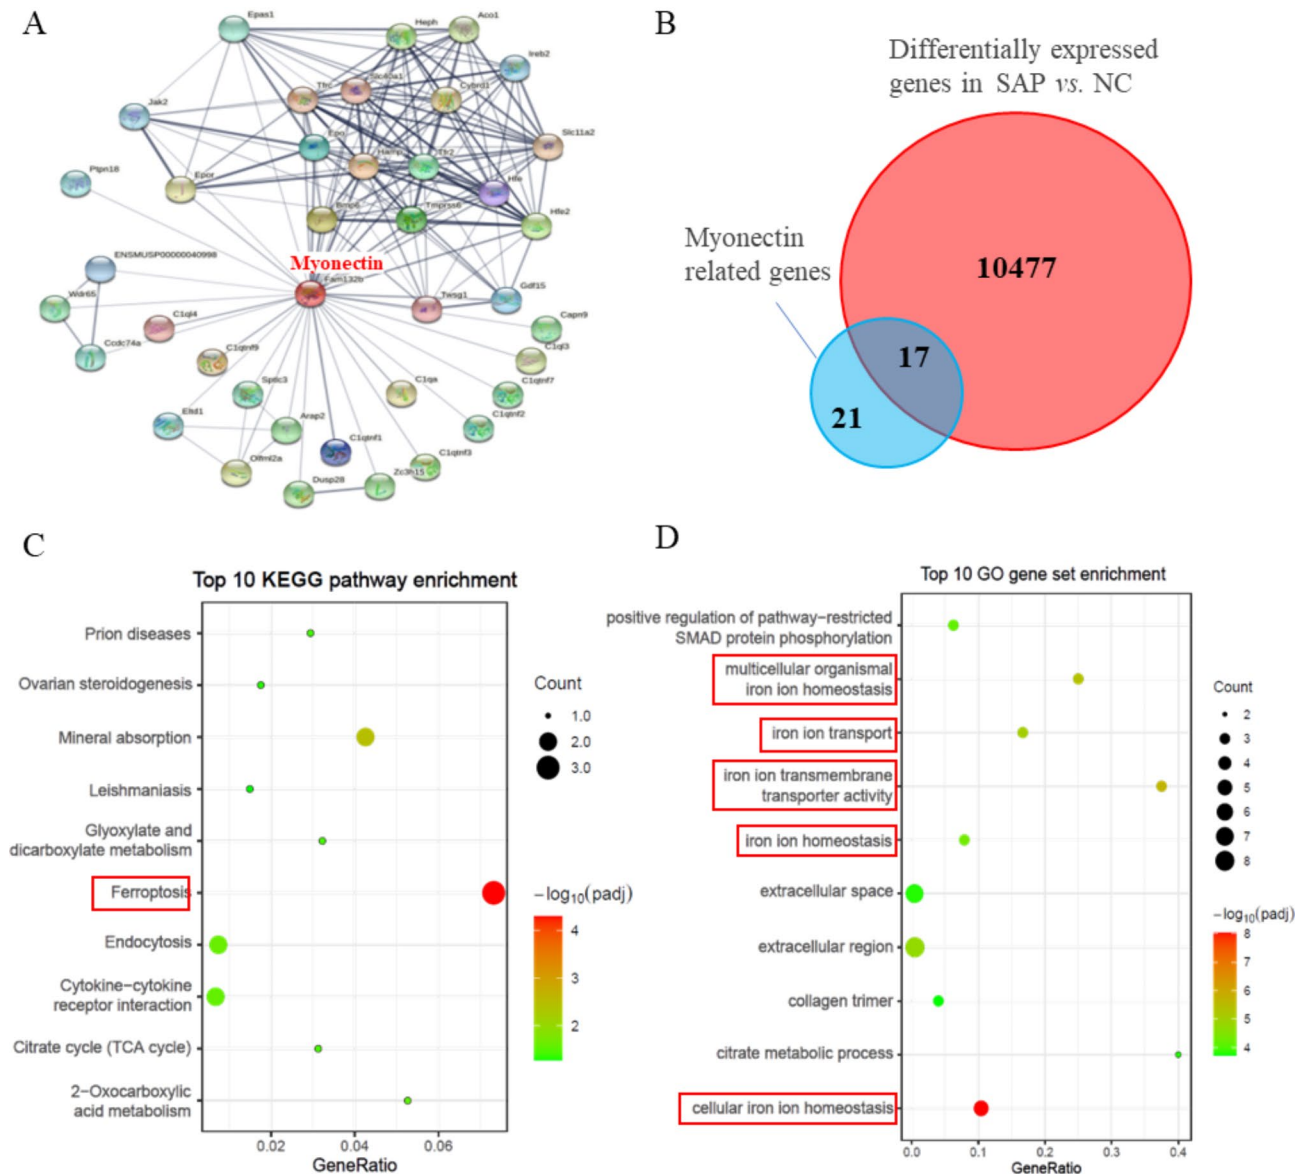 A
Epas1
Heph
Aco1
Ireb2
Tfrc
Slc40a1
Cybrd1
Jak2
Epo
Hamp
Tfr2
Slc11a2
Ptpn18
Epor
Hfe
Bmp6
Tmprss6
Hfe2
ENSMUSP00000040998
Myonectin
Fam132b
Wdr65
Twsg1
Gdf15
C1ql4
Capn9
Ccdc74a
C1qtnf9
C1ql3
Sptlc3
C1qa
C1qtnf7
Eltd1
Arap2
C1qtnf2
C1qtnf1
C1qtnf3
Olfml2a
Dusp28
Zc3h15
B
Differentially expressed
genes in SAP vs. NC
Myonectin
related genes
10477
17
21
C
Top 10 KEGG pathway enrichment
Prion diseases
Ovarian steroidogenesis
Mineral absorption
Leishmaniasis
Glyoxylate and
dicarboxylate metabolism
Ferroptosis
Endocytosis
Cytokine−cytokine
receptor interaction
Citrate cycle (TCA cycle)
2−Oxocarboxylic
acid metabolism
0.02 0.04 0.06
GeneRatio
Count
1.0
2.0
3.0
−log10(padj)
4
3
2
D
Top 10 GO gene set enrichment
positive regulation of pathway−restricted
SMAD protein phosphorylation
multicellular organismal
iron ion homeostasis
iron ion transport
iron ion transmembrane
transporter activity
iron ion homeostasis
extracellular space
extracellular region
collagen trimer
citrate metabolic process
cellular iron ion homeostasis
0.0 0.1 0.2 0.3 0.4
GeneRatio
Count
2
3
4
5
6
7
8
−log10(padj)
8
7
6
5
4